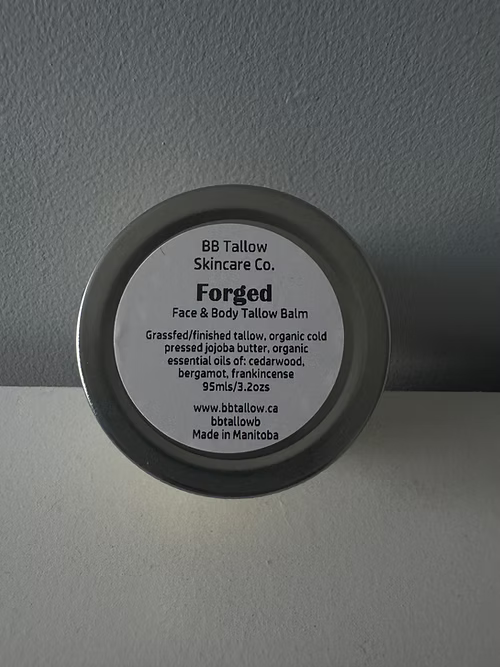 BB Tallow
Skincare Co.
Forged
Face & Body Tallow Balm
Grassfed/finished tallow, organic cold
pressed jojoba butter, organic
essential oils of: cedarwood,
bergamot, frankincense
95mls/3.2ozs
www.bbtallow.ca
bbtallowb
Made in Manitoba